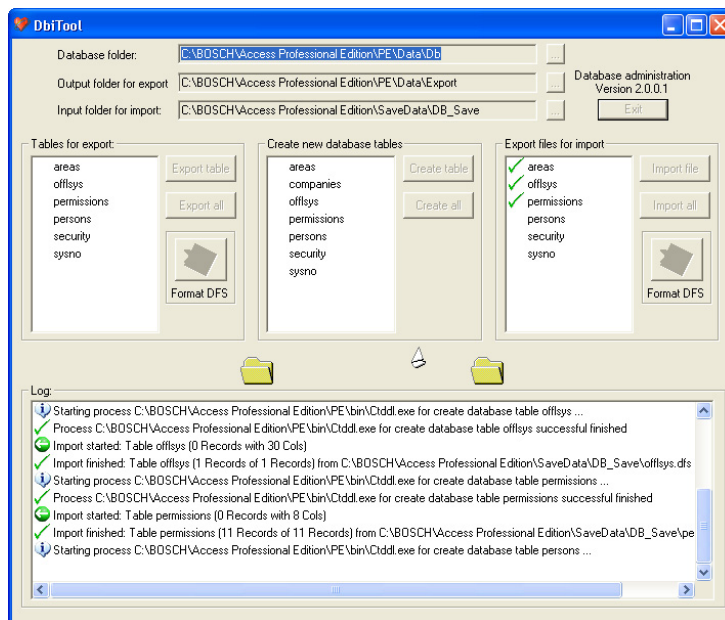 DbiTool
Database folder:
C:\BOSCH\Access Professional Edition\PE\Data\Db
...
Output folder for export
C:\BOSCH\Access Professional Edition\PE\Data\Export
...
Database administration
Version 2.0.0.1
Input folder for import:
C:\BOSCH\Access Professional Edition\SaveData\DB_Save
...
Exit
Tables for export:
areas
offlsys
permissions
persons
security
sysno
Export table
Export all
Format DFS
Create new database tables
areas
companies
offlsys
permissions
persons
security
sysno
Create table
Create all
Export files for import
areas
offlsys
permissions
persons
security
sysno
Import file
Import all
Format DFS
Log:
Starting process C:\BOSCH\Access Professional Edition\PE\bin\Ctddl.exe for create database table offlsys ...
Process C:\BOSCH\Access Professional Edition\PE\bin\Ctddl.exe for create database table offlsys successful finished
Import started: Table offlsys (0 Records with 30 Cols)
Import finished: Table offlsys (1 Records of 1 Records) from C:\BOSCH\Access Professional Edition\SaveData\DB_Save\offlsys.dfs
Starting process C:\BOSCH\Access Professional Edition\PE\bin\Ctddl.exe for create database table permissions ...
Process C:\BOSCH\Access Professional Edition\PE\bin\Ctddl.exe for create database table permissions successful finished
Import started: Table permissions (0 Records with 8 Cols)
Import finished: Table permissions (11 Records of 11 Records) from C:\BOSCH\Access Professional Edition\SaveData\DB_Save\pe
Starting process C:\BOSCH\Access Professional Edition\PE\bin\Ctddl.exe for create database table persons ...